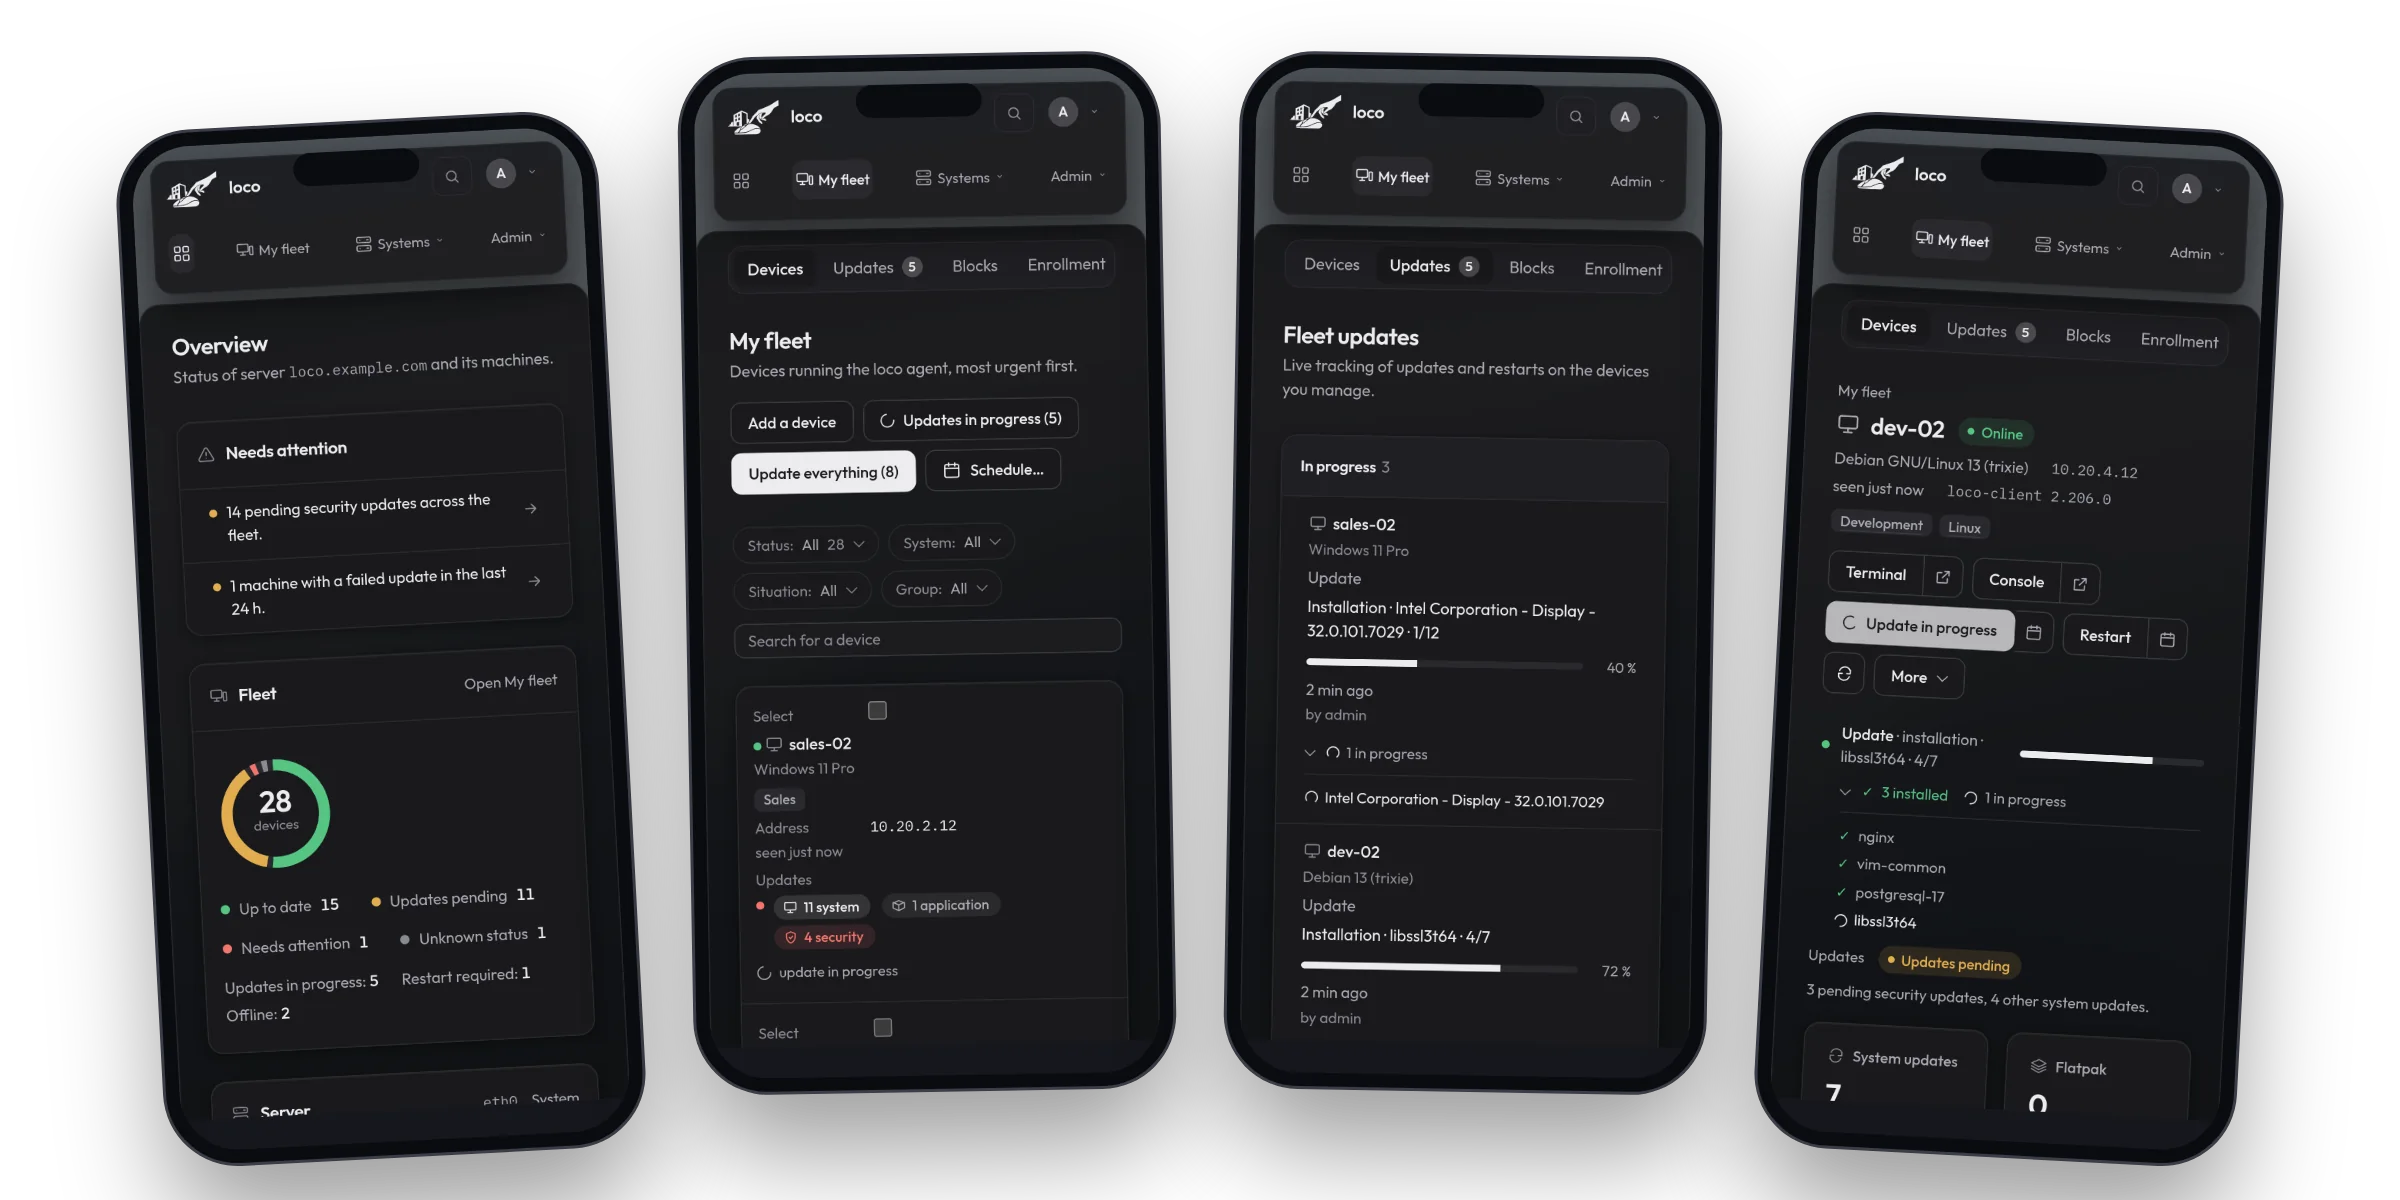 loco
A
My fleet
Systems
Admin
Overview
Status of server loco.example.com and its machines.
Needs attention
14 pending security updates across the
fleet.
1 machine with a failed update in the last
24 h.
Fleet
Open My fleet
28
devices
Up to date 15
Updates pending 11
Needs attention 1
Unknown status 1
Updates in progress: 5
Restart required: 1
Offline: 2
Server
eth0
System
loco
A
My fleet
Systems
Admin
Devices
Updates 5
Blocks
Enrollment
My fleet
Devices running the loco agent, most urgent first.
Add a device
Updates in progress (5)
Update everything (8)
Schedule...
Status: All 28
System: All
Situation: All
Group: All
Search for a device
Select
sales-02
Windows 11 Pro
Sales
Address
10.20.2.12
seen just now
Updates
11 system
1 application
4 security
update in progress
Select
loco
A
My fleet
Systems
Admin
Devices
Updates 5
Blocks
Enrollment
Fleet updates
Live tracking of updates and restarts on the devices
you manage.
In progress 3
sales-02
Windows 11 Pro
Update
Installation · Intel Corporation - Display -
32.0.101.7029 · 1/12
40 %
2 min ago
by admin
1 in progress
Intel Corporation - Display - 32.0.101.7029
dev-02
Debian 13 (trixie)
Update
Installation · libssl3t64 · 4/7
72 %
2 min ago
by admin
loco
A
My fleet
Systems
Admin
Devices
Updates 5
Blocks
Enrollment
My fleet
dev-02
Online
Debian GNU/Linux 13 (trixie)
10.20.4.12
seen just now
loco-client 2.206.0
Development
Linux
Terminal
Console
Update in progress
Restart
More
Update · installation ·
libssl3t64 · 4/7
✓ 3 installed
1 in progress
✓ nginx
✓ vim-common
✓ postgresql-17
libssl3t64
Updates
Updates pending
3 pending security updates, 4 other system updates.
System updates
7
Flatpak
0